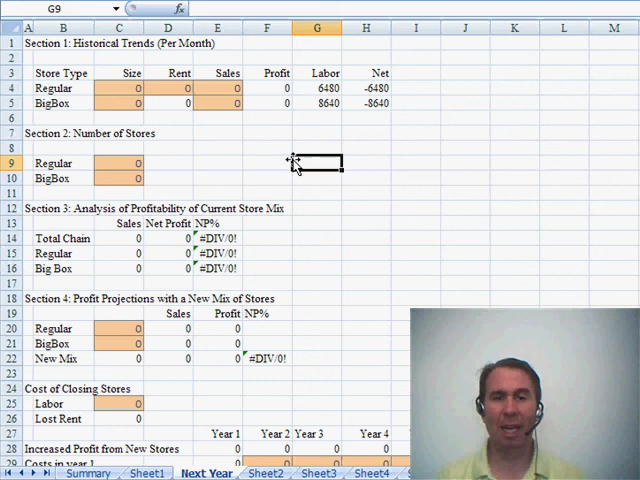 G9 fx
A B C D E F G H I J K L M
1 Section 1: Historical Trends (Per Month)
2
3 Store Type Size Rent Sales Profit Labor Net
4 Regular 0 0 0 0 6480 -6480
5 BigBox 0 0 0 0 8640 -8640
6
7 Section 2: Number of Stores
8
9 Regular 0
10 BigBox 0
11
12 Section 3: Analysis of Profitability of Current Store Mix
13 Sales Net Profit NP%
14 Total Chain 0 0 #DIV/0!
15 Regular 0 0 #DIV/0!
16 Big Box 0 0 #DIV/0!
17
18 Section 4: Profit Projections with a New Mix of Stores
19 Sales Profit NP%
20 Regular 0 0 0
21 BigBox 0 0 0
22 New Mix 0 0 0 #DIV/0!
23
24 Cost of Closing Stores
25 Labor 0
26 Lost Rent 0
27 Year 1 Year 2 Year 3 Year 4
28 Increased Profit from New Stores 0 0 0 0
29 Costs in year 1 0 0 0
Summary Sheet1 Next Year Sheet2 Sheet3 Sheet4